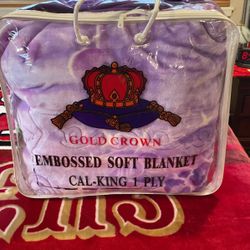 GOLD CROWN
EMBOSSED SOFT BLANKET
CAL-KING 1 PLY